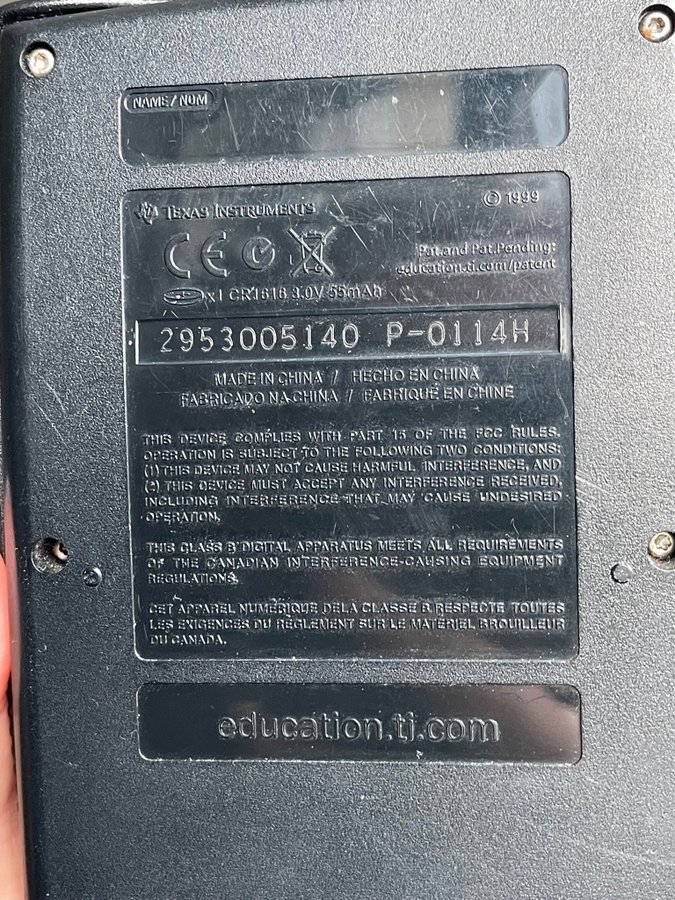 NAME / NOM
TEXAS INSTRUMENTS
© 1999
CE
Pat.and Pat.Pending:
education.ti.com/patent
x1 CR1616 3.0V 55mAh
2953005140 P-0114H
MADE IN CHINA / HECHO EN CHINA
FABRICADO NA CHINA / FABRIQUÉ EN CHINE
THIS DEVICE COMPLIES WITH PART 15 OF THE FCC RULES.
OPERATION IS SUBJECT TO THE FOLLOWING TWO CONDITIONS:
(1) THIS DEVICE MAY NOT CAUSE HARMFUL INTERFERENCE, AND
(2) THIS DEVICE MUST ACCEPT ANY INTERFERENCE RECEIVED,
INCLUDING INTERFERENCE THAT MAY CAUSE UNDESIRED
OPERATION.
THIS CLASS B DIGITAL APPARATUS MEETS ALL REQUIREMENTS
OF THE CANADIAN INTERFERENCE-CAUSING EQUIPMENT
REGULATIONS.
CET APPAREIL NUMÉRIQUE DE LA CLASSE B RESPECTE TOUTES
LES EXIGENCES DU RÈGLEMENT SUR LE MATÉRIEL BROUILLEUR
DU CANADA.
education.ti.com